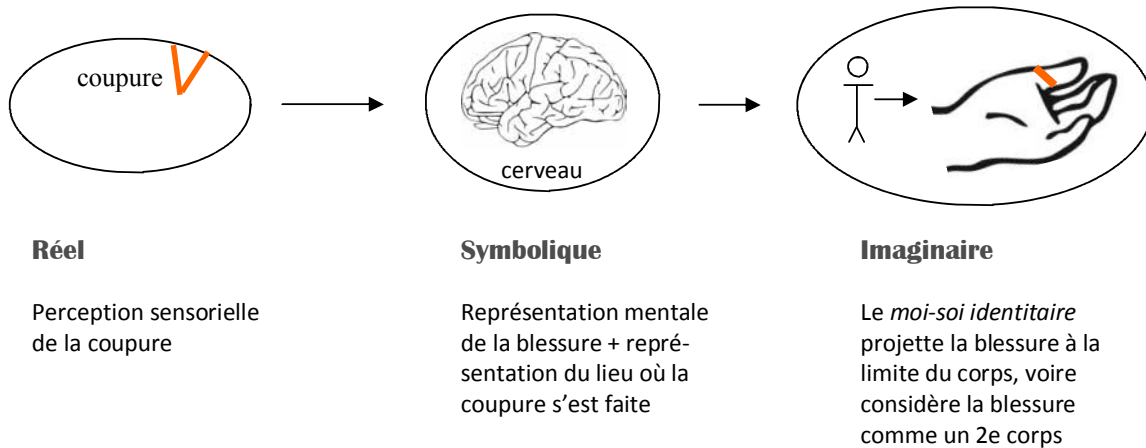 coupure
cerveau
Réel
Perception sensorielle
de la coupure
Symbolique
Représentation mentale
de la blessure + repré-
sentation du lieu où la
coupure s'est faite
Imaginaire
Le moi-soi identitaire
projette la blessure à la
limite du corps, voire
considère la blessure
comme un 2e corps